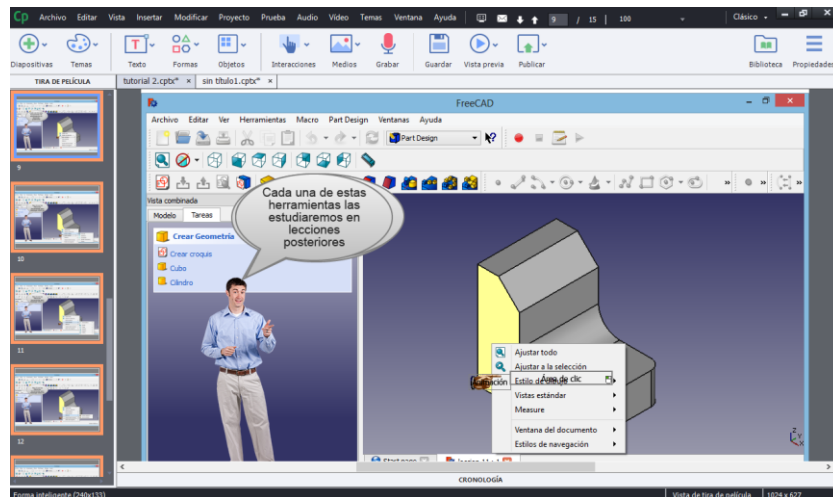 Cp Archivo Editar Vista Insertar Modificar Proyecto Prueba Audio Vídeo Temas Ventana Ayuda 9 / 15 100 Clásico
Diapositivas Temas Texto Formas Objetos Interacciones Medios Grabar Guardar Vista previa Publicar Biblioteca Propiedades
TIRA DE PELÍCULA tutorial 2.cptx* × sin título1.cptx* ×
FreeCAD
Archivo Editar Ver Herramientas Macro Part Design Ventanas Ayuda
Part Design
Vista combinada
Modelo Tareas
Crear Geometría
Crear croquis
Cubo
Cilindro
Cada una de estas
herramientas las
estudiaremos en
lecciones
posteriores
Ajustar todo
Ajustar a la selección
Estilo de dibujo
Área de clic
Vistas estándar
Measure
Ventana del documento
Estilos de navegación
Z
Y
X
9
10
11
12
Start page
CRONOLOGÍA
Forma inteligente (240x133) Vista de tira de película 1024 x 627